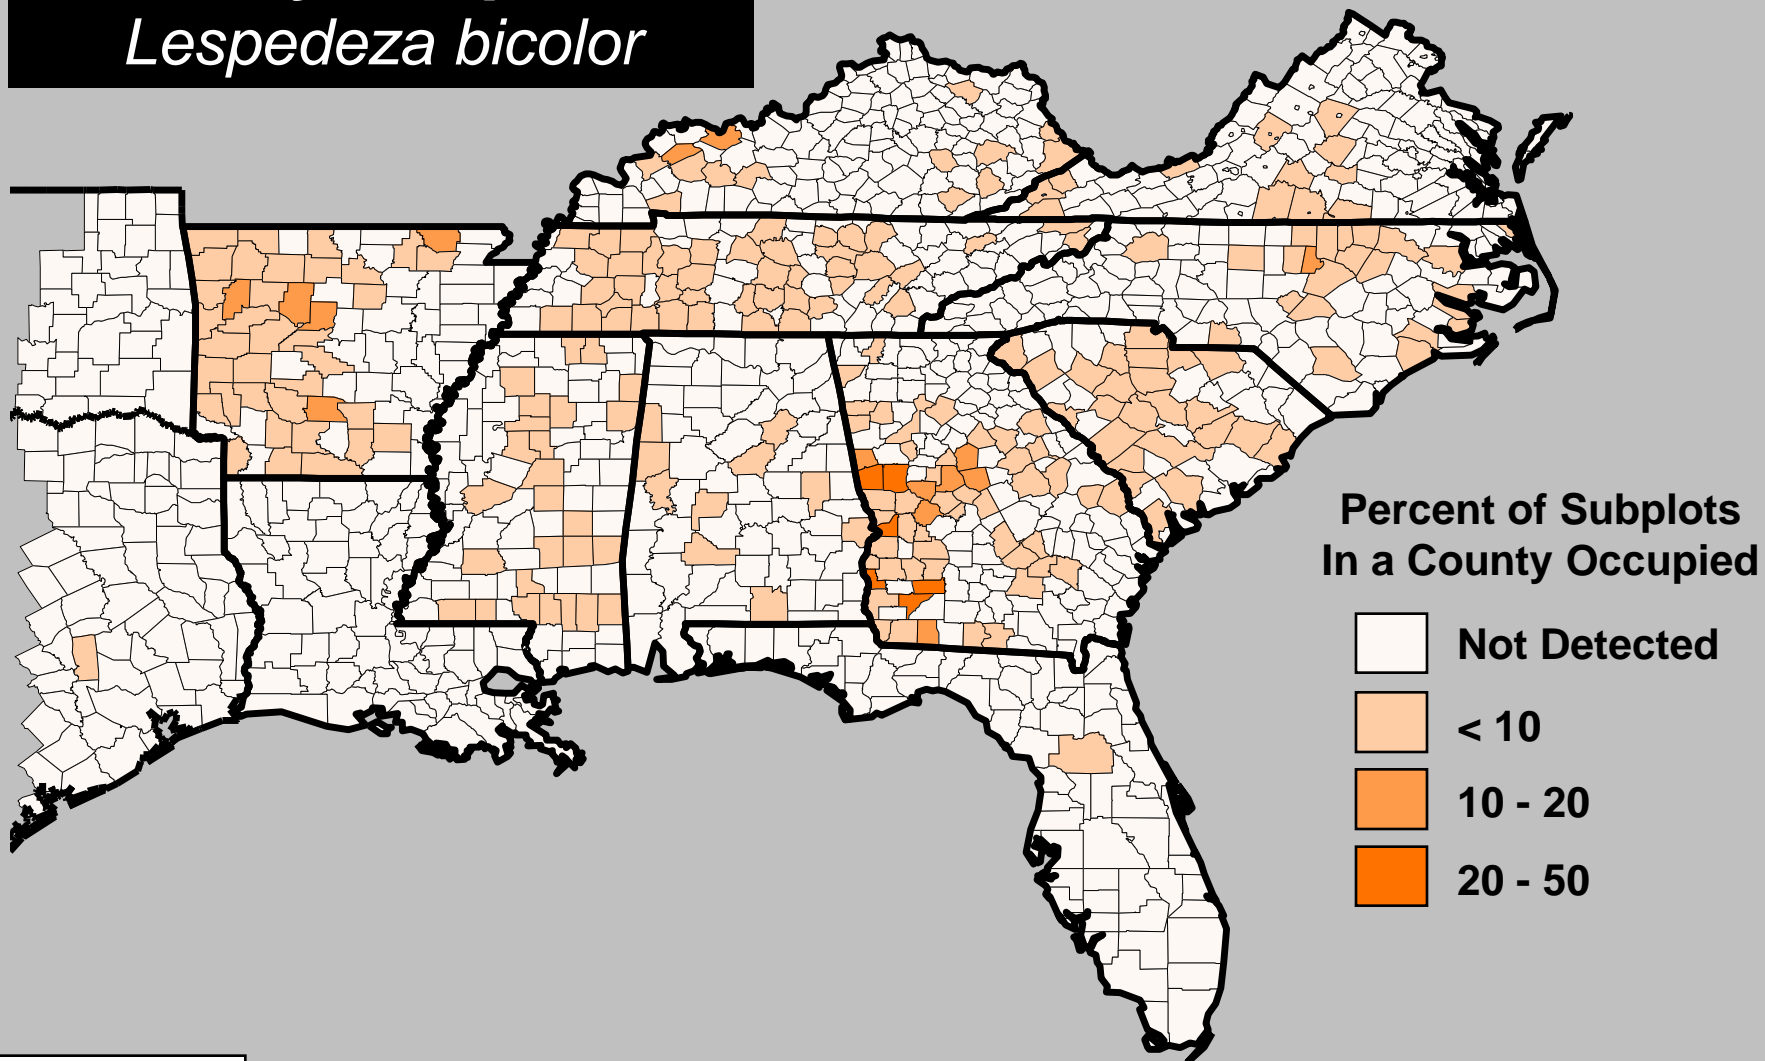 Lespedeza bicolor
Percent of Subplots
In a County Occupied
Not Detected
< 10
10 - 20
20 - 50